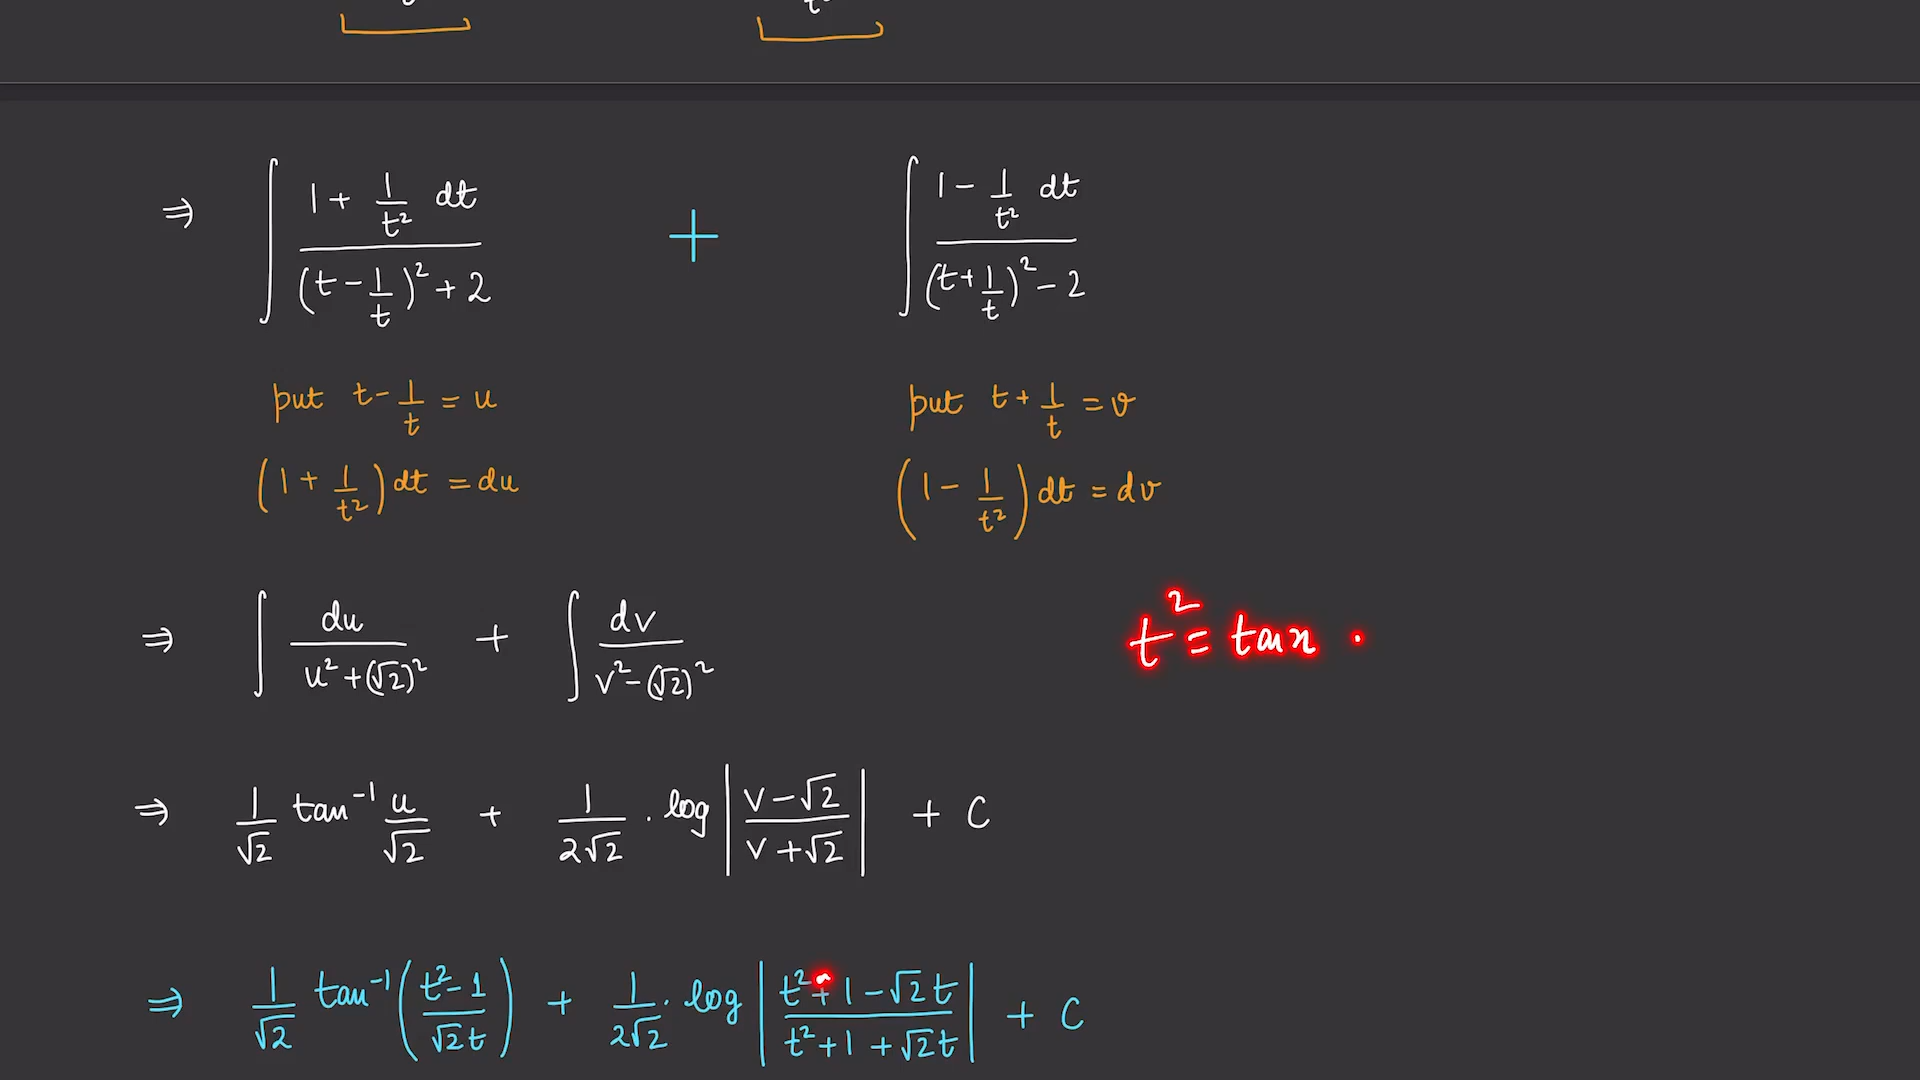 ⇒ ∫ (1 + 1/t² dt)/((t - 1/t)² + 2) + ∫ (1 - 1/t² dt)/((t + 1/t)² - 2)
put t - 1/t = u put t + 1/t = v
(1 + 1/t²) dt = du (1 - 1/t²) dt = dv
⇒ ∫ du/(u² + (√2)²) + ∫ dv/(v² - (√2)²) t² = tan x
⇒ 1/√2 tan⁻¹ u/√2 + 1/2√2 . log |(v - √2)/(v + √2)| + C
⇒ 1/√2 tan⁻¹ ((t² - 1)/(√2 t)) + 1/2√2 . log |(t² + 1 - √2 t)/(t² + 1 + √2 t)| + C